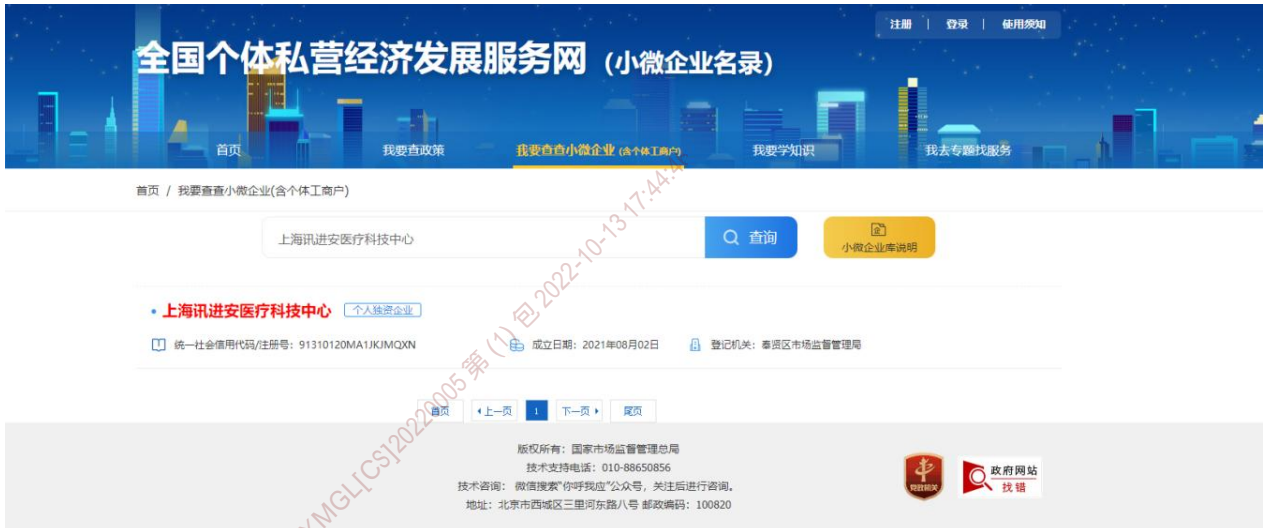 注册 | 登录 | 使用须知
全国个体私营经济发展服务网 (小微企业名录)
首页 我要查政策 我要查查小微企业 (含个体工商户) 我要学知识 我去专题找服务
首页 / 我要查查小微企业(含个体工商户)
上海讯进安医疗科技中心 查询 小微企业库说明
上海讯进安医疗科技中心 个人独资企业
统一社会信用代码/注册号：91310120MA1JKJMQXN 成立日期：2021年08月02日 登记机关：奉贤区市场监督管理局
首页 上一页 1 下一页 尾页
版权所有：国家市场监督管理总局
技术支持电话：010-88650856
技术咨询： 微信搜索"你呼我应"公众号，关注后进行咨询。
地址：北京市西城区三里河东路八号 邮政编码：100820
党政机关
政府网站
找错
XMGL[CS]20220005 第 (1) 包 2022-10-13 17:44:4